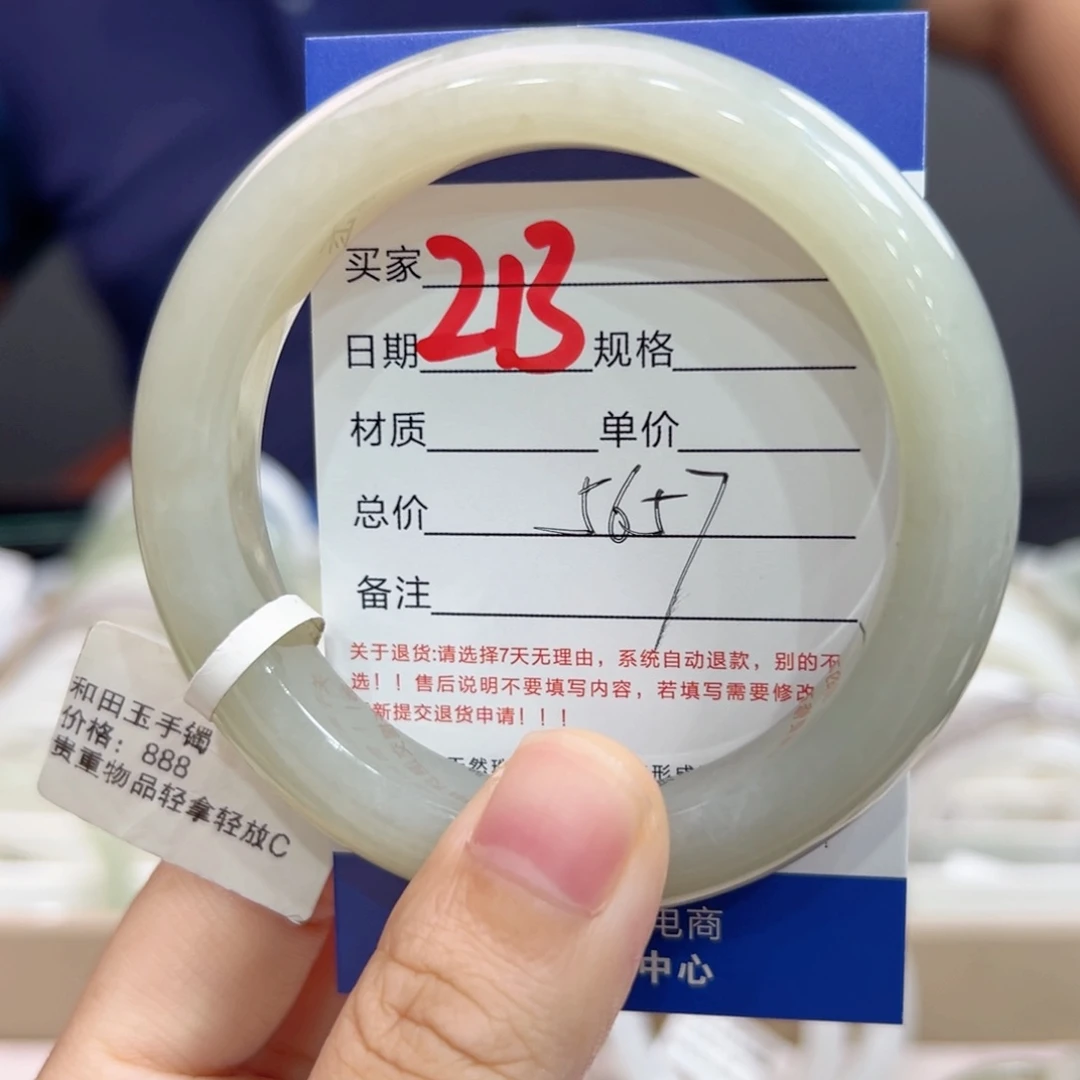 买家
213
日期 规格
材质 单价
总价 5657
备注
关于退货:请选择7天无理由，系统自动退款，别的不
选！！售后说明不要填写内容，若填写需要修改
新提交退货申请！！！
天然
形成
电商
中心
和田玉手镯
价格：888
贵重物品轻拿轻放C